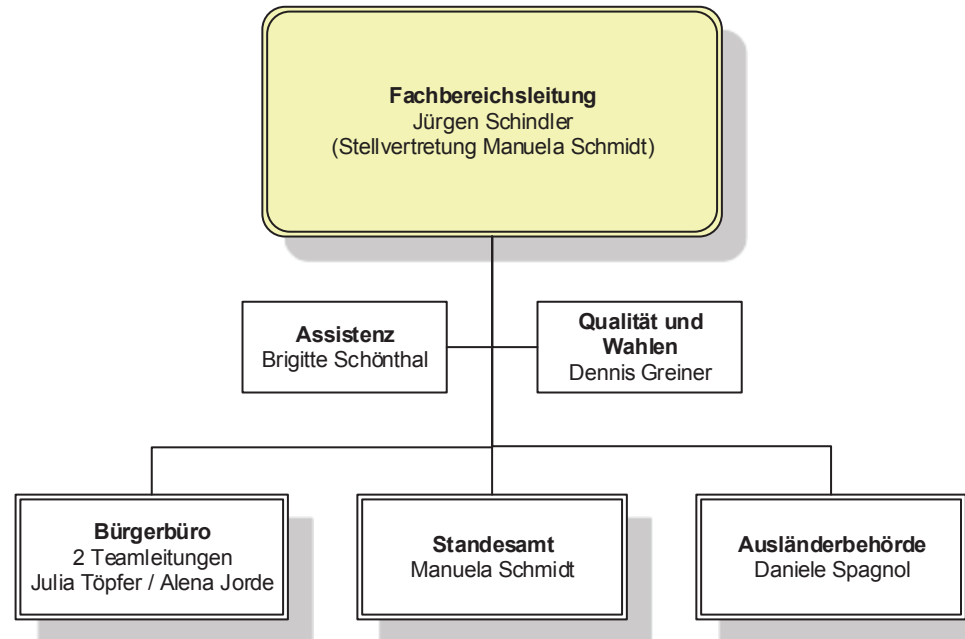 Fachbereichsleitung
Jürgen Schindler
(Stellvertretung Manuela Schmidt)
Assistenz
Brigitte Schönthal
Qualität und
Wahlen
Dennis Greiner
Bürgerbüro
2 Teamleitungen
Julia Töpfer / Alena Jorde
Standesamt
Manuela Schmidt
Ausländerbehörde
Daniele Spagnol